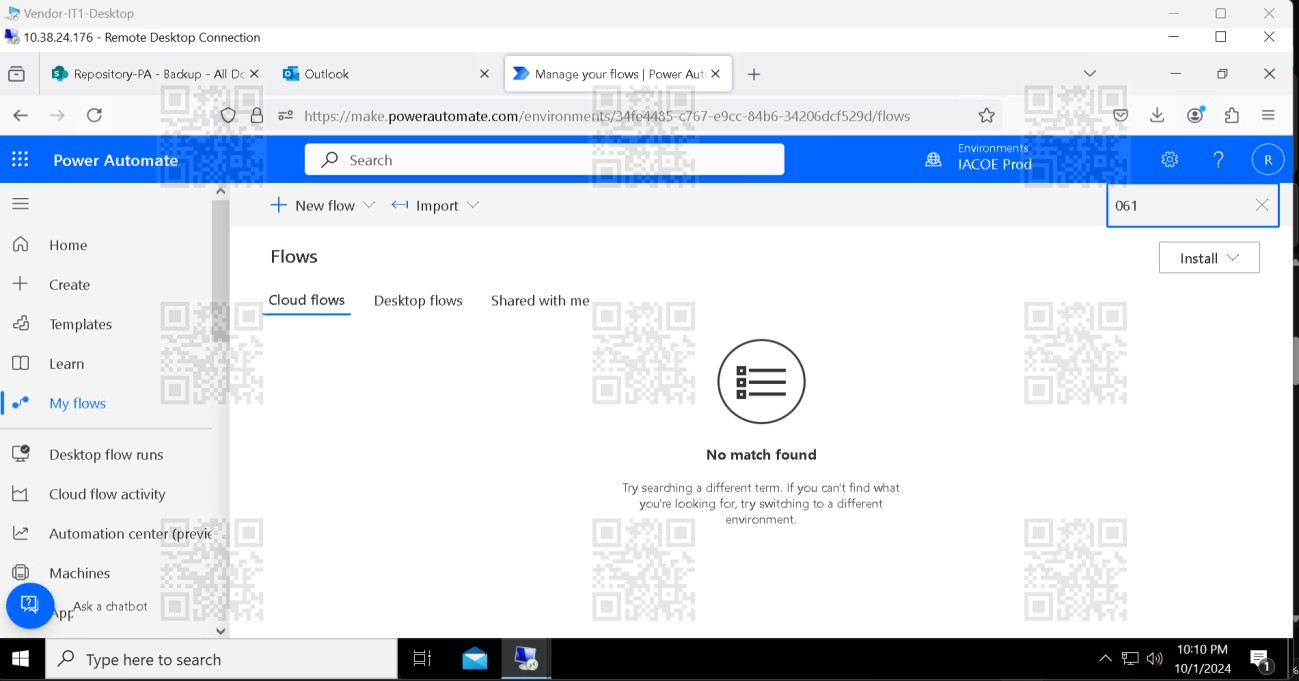 Vendor-IT1-Desktop
10.38.24.176 - Remote Desktop Connection
Repository-PA - Backup - All Do
Outlook
Manage your flows | Power Aut
https://make.powerautomate.com/environments/34fe4485-c767-e9cc-84b6-34206dcf529d/flows
Power Automate
Search
Environments
IACOE Prod
?
R
New flow
Import
061
Flows
Install
Cloud flows
Desktop flows
Shared with me
Home
Create
Templates
Learn
My flows
Desktop flow runs
Cloud flow activity
Automation center (previe
Machines
App
Ask a chatbot
No match found
Try searching a different term. If you can't find what
you're looking for, try switching to a different
environment.
Type here to search
10:10 PM
10/1/2024
1